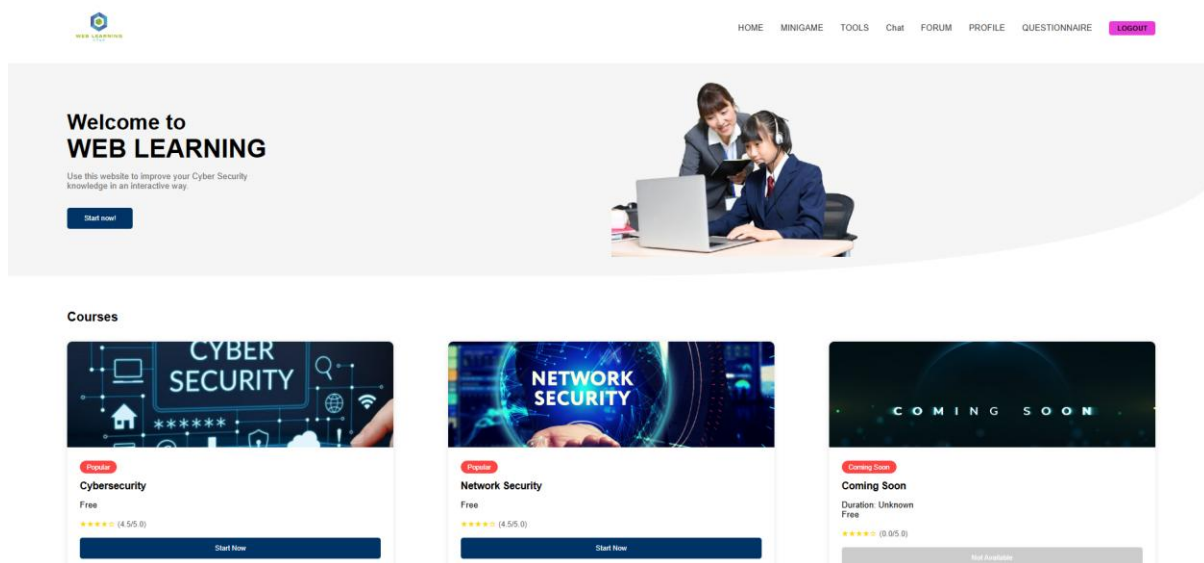 WEB LEARNING
HOME MINIGAME TOOLS Chat FORUM PROFILE QUESTIONNAIRE LOGOUT
Welcome to
WEB LEARNING
Use this website to improve your Cyber Security
knowledge in an interactive way.
Start now!
Courses
CYBER
SECURITY
******
NETWORK
SECURITY
COMING SOON
Popular
Cybersecurity
Free
★★★★☆ (4.5/5.0)
Start Now
Popular
Network Security
Free
★★★★☆ (4.5/5.0)
Start Now
Coming Soon
Coming Soon
Duration: Unknown
Free
★★★★☆ (0.0/5.0)
Not Available